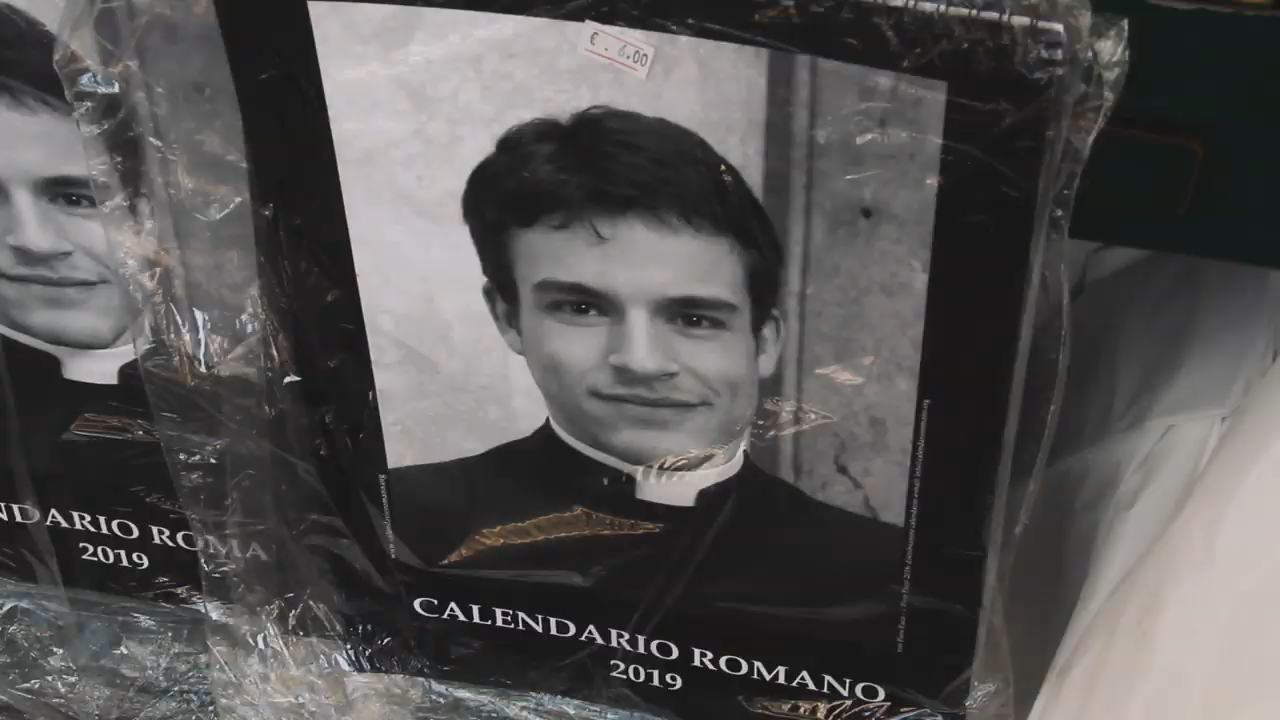 €. 6.00
CALENDARIO ROMANO
2019
NDARIO ROMA
2019